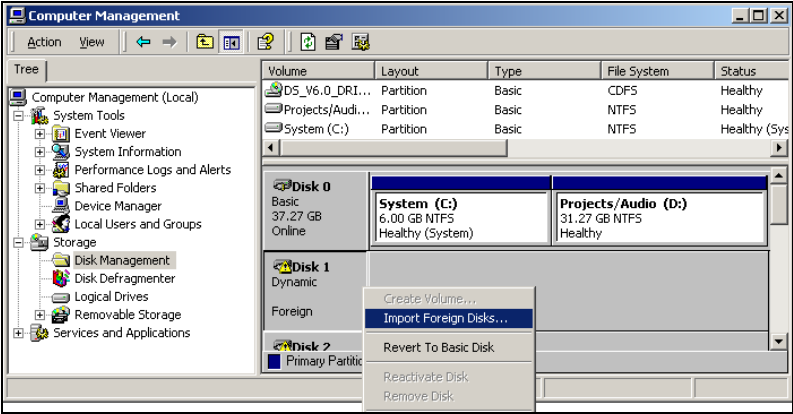 Computer Management
Action View
Tree
Volume Layout Type File System Status
DS_V6.0_DRI... Partition Basic CDFS Healthy
Projects/Audi... Partition Basic NTFS Healthy
System (C:) Partition Basic NTFS Healthy (Sys
Computer Management (Local)
System Tools
Event Viewer
System Information
Performance Logs and Alerts
Shared Folders
Device Manager
Local Users and Groups
Storage
Disk Management
Disk Defragmenter
Logical Drives
Removable Storage
Services and Applications
Disk 0
Basic
37.27 GB
Online
System (C:)
6.00 GB NTFS
Healthy (System)
Projects/Audio (D:)
31.27 GB NTFS
Healthy
Disk 1
Dynamic
Foreign
Disk 2
Primary Partitio
Create Volume...
Import Foreign Disks...
Revert To Basic Disk
Reactivate Disk
Remove Disk